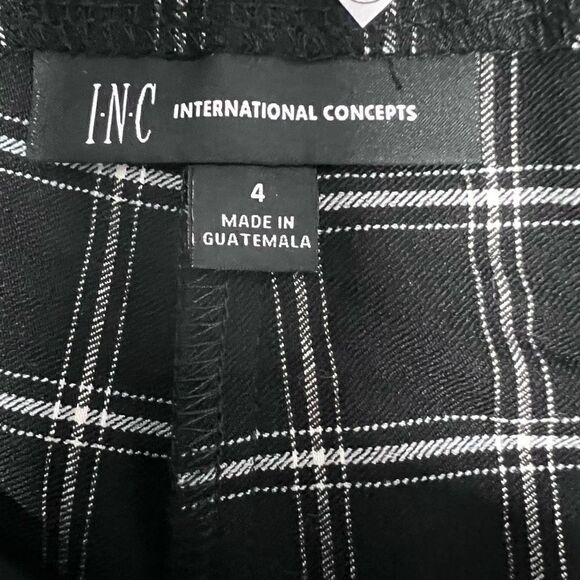 I·N·C INTERNATIONAL CONCEPTS
4
MADE IN
GUATEMALA